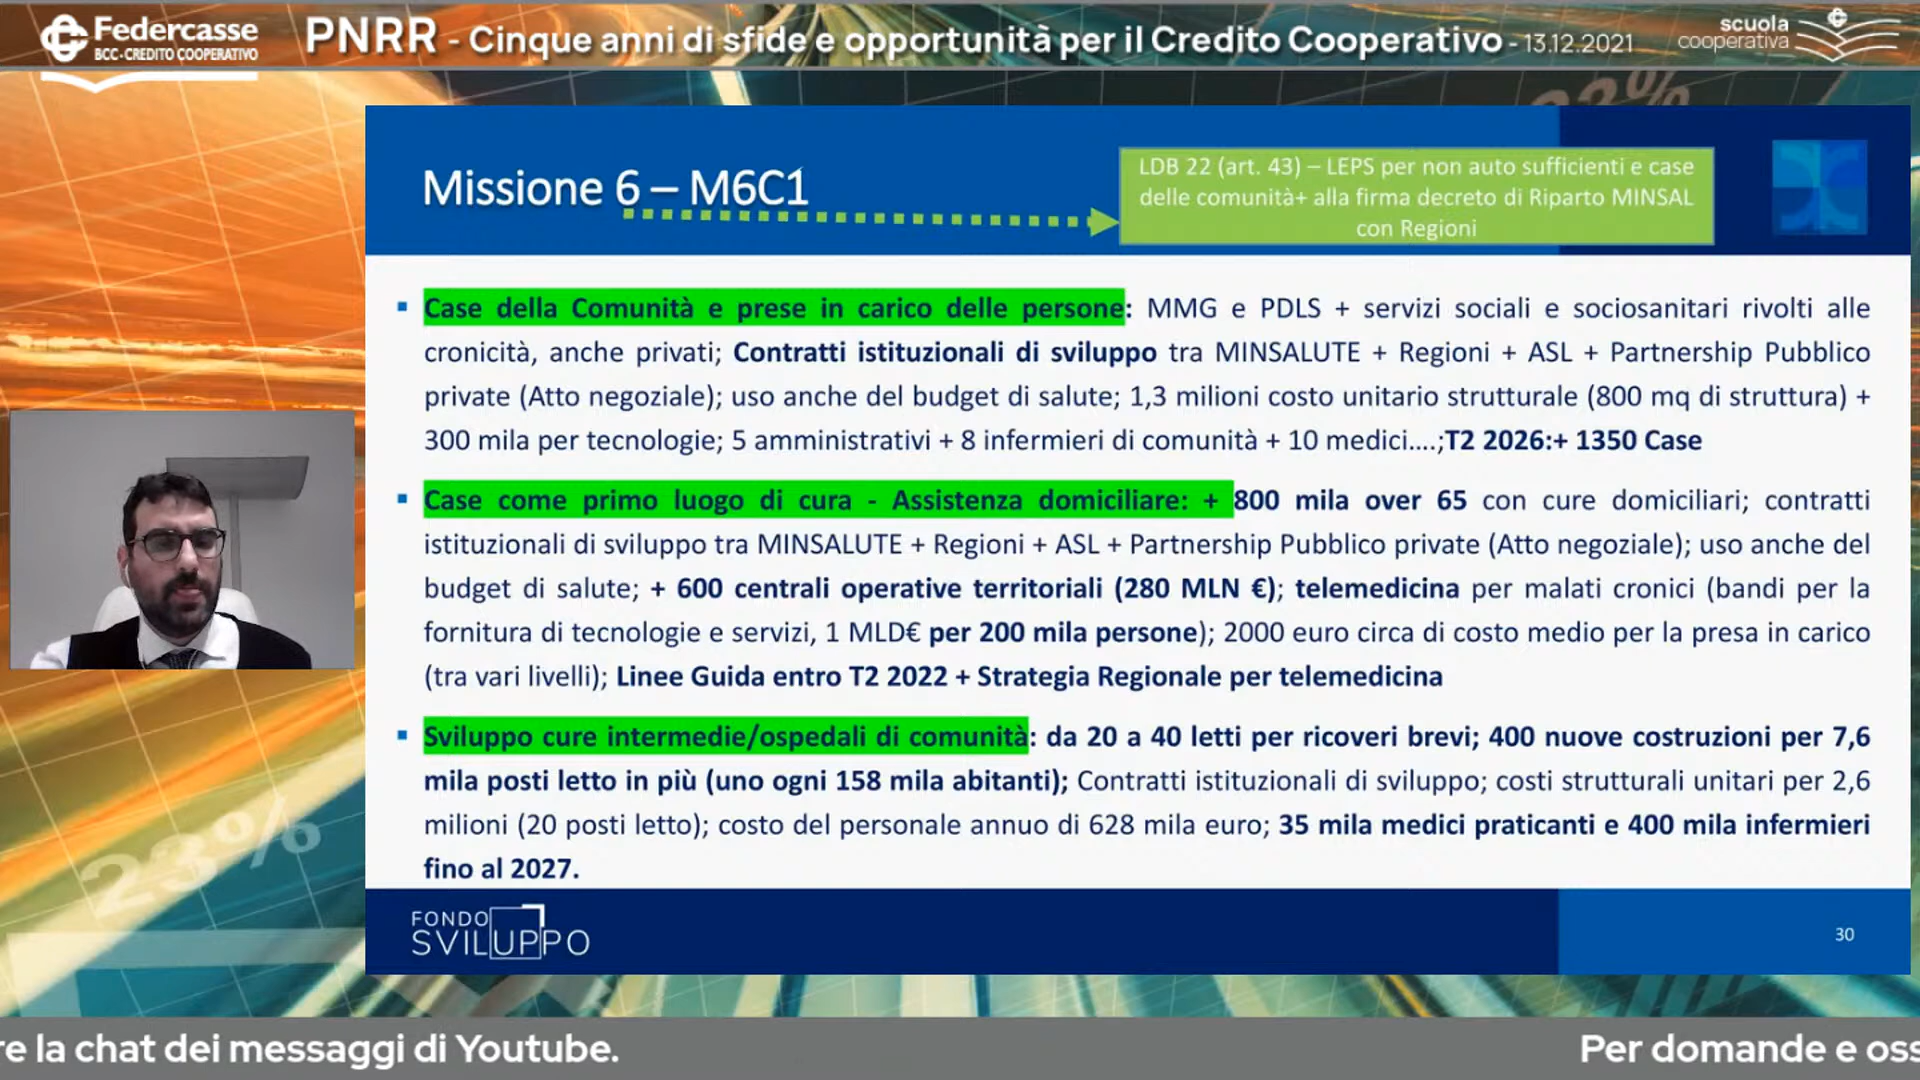 Federcasse
BCC-CREDITO COOPERATIVO
PNRR - Cinque anni di sfide e opportunità per il Credito Cooperativo - 13.12.2021
scuola
cooperativa
23%
Missione 6 – M6C1
LDB 22 (art. 43) – LEPS per non auto sufficienti e case
delle comunità+ alla firma decreto di Riparto MINSAL
con Regioni
▪ Case della Comunità e prese in carico delle persone: MMG e PDLS + servizi sociali e sociosanitari rivolti alle
cronicità, anche privati; Contratti istituzionali di sviluppo tra MINSALUTE + Regioni + ASL + Partnership Pubblico
private (Atto negoziale); uso anche del budget di salute; 1,3 milioni costo unitario strutturale (800 mq di struttura) +
300 mila per tecnologie; 5 amministrativi + 8 infermieri di comunità + 10 medici....;T2 2026:+ 1350 Case
▪ Case come primo luogo di cura - Assistenza domiciliare: + 800 mila over 65 con cure domiciliari; contratti
istituzionali di sviluppo tra MINSALUTE + Regioni + ASL + Partnership Pubblico private (Atto negoziale); uso anche del
budget di salute; + 600 centrali operative territoriali (280 MLN €); telemedicina per malati cronici (bandi per la
fornitura di tecnologie e servizi, 1 MLD€ per 200 mila persone); 2000 euro circa di costo medio per la presa in carico
(tra vari livelli); Linee Guida entro T2 2022 + Strategia Regionale per telemedicina
▪ Sviluppo cure intermedie/ospedali di comunità: da 20 a 40 letti per ricoveri brevi; 400 nuove costruzioni per 7,6
mila posti letto in più (uno ogni 158 mila abitanti); Contratti istituzionali di sviluppo; costi strutturali unitari per 2,6
milioni (20 posti letto); costo del personale annuo di 628 mila euro; 35 mila medici praticanti e 400 mila infermieri
fino al 2027.
23%
FONDO
SVILUPPO
30
re la chat dei messaggi di Youtube.
Per domande e oss